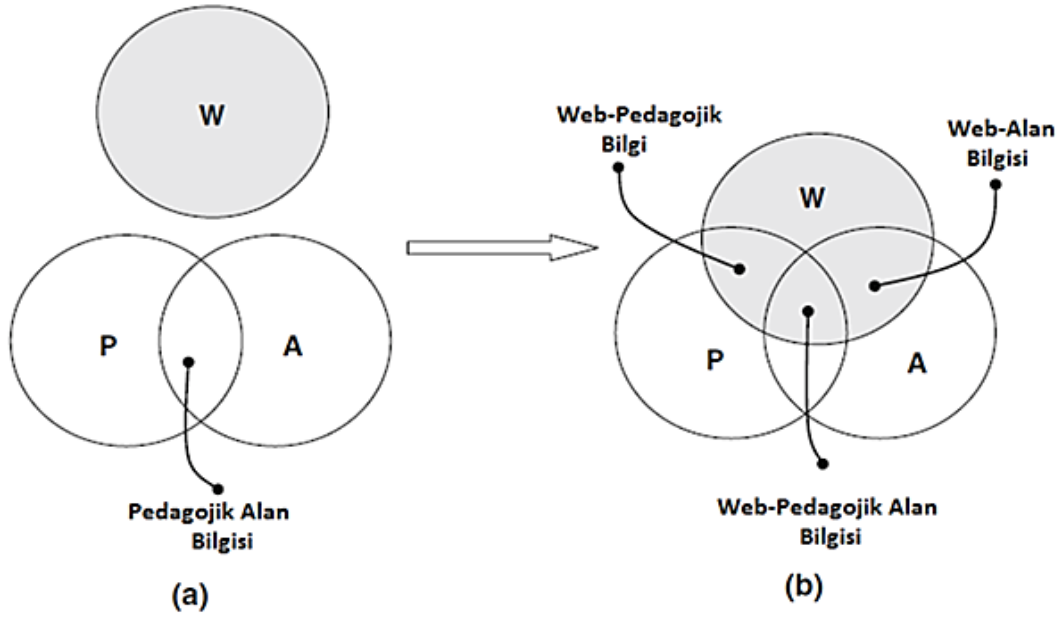 W
P
A
Pedagojik Alan
Bilgisi
(a)
Web-Pedagojik
Bilgi
Web-Alan
Bilgisi
W
P
A
Web-Pedagojik Alan
Bilgisi
(b)